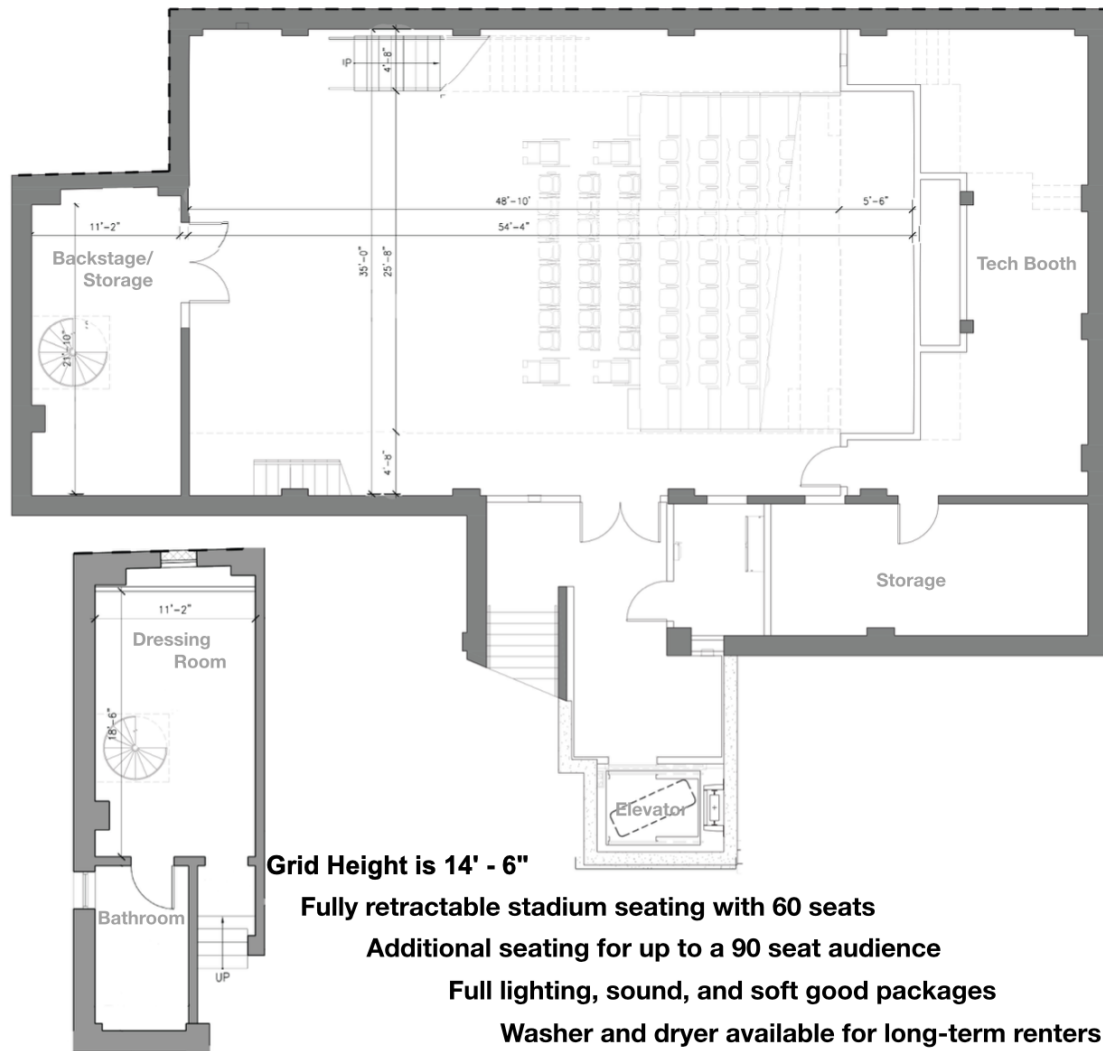 UP
4'-8"
48'-10'
5'-6"
11'-2"
54'-4"
Backstage/
Storage
35'-0"
25'-8"
Tech Booth
21'-10"
4'-8"
Storage
11'-2"
Dressing
Room
18'-6"
Elevator
Grid Height is 14' - 6"
Fully retractable stadium seating with 60 seats
Bathroom
Additional seating for up to a 90 seat audience
UP
Full lighting, sound, and soft good packages
Washer and dryer available for long-term renters